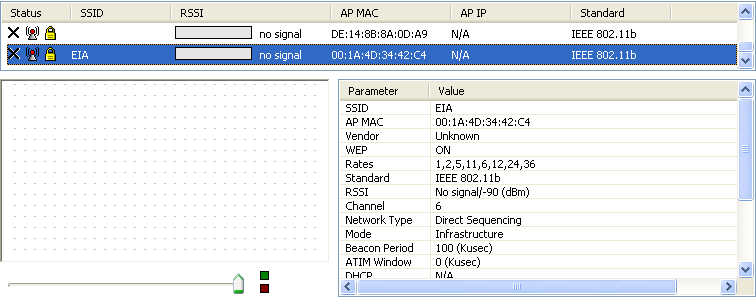 Status SSID RSSI AP MAC AP IP Standard
no signal DE:14:8B:8A:0D:A9 N/A IEEE 802.11b
EIA no signal 00:1A:4D:34:42:C4 N/A IEEE 802.11b
Parameter Value
SSID EIA
AP MAC 00:1A:4D:34:42:C4
Vendor Unknown
WEP ON
Rates 1,2,5,11,6,12,24,36
Standard IEEE 802.11b
RSSI No signal/-90 (dBm)
Channel 6
Network Type Direct Sequencing
Mode Infrastructure
Beacon Period 100 (Kusec)
ATIM Window 0 (Kusec)
DHCP N/A